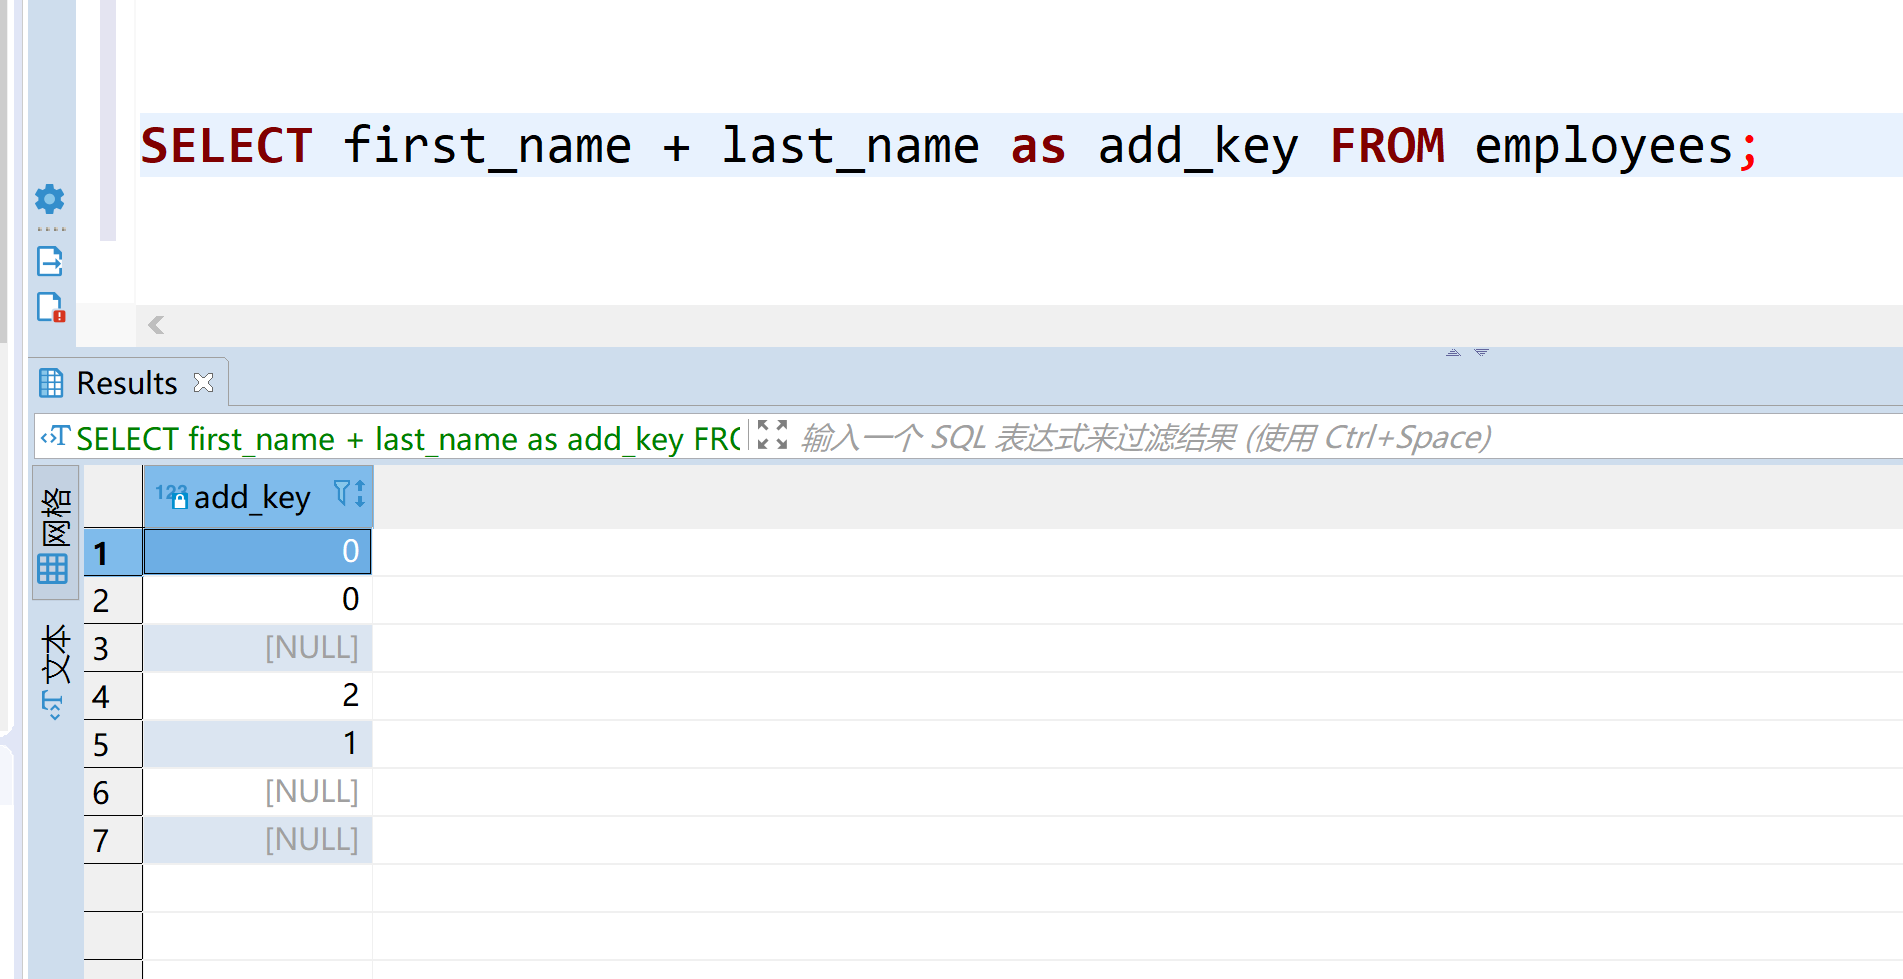 SELECT first_name + last_name as add_key FROM employees;
Results
SELECT first_name + last_name as add_key FRO
输入一个 SQL 表达式来过滤结果 (使用 Ctrl+Space)
网格
文本
123 add_key
1 0
2 0
3 [NULL]
4 2
5 1
6 [NULL]
7 [NULL]